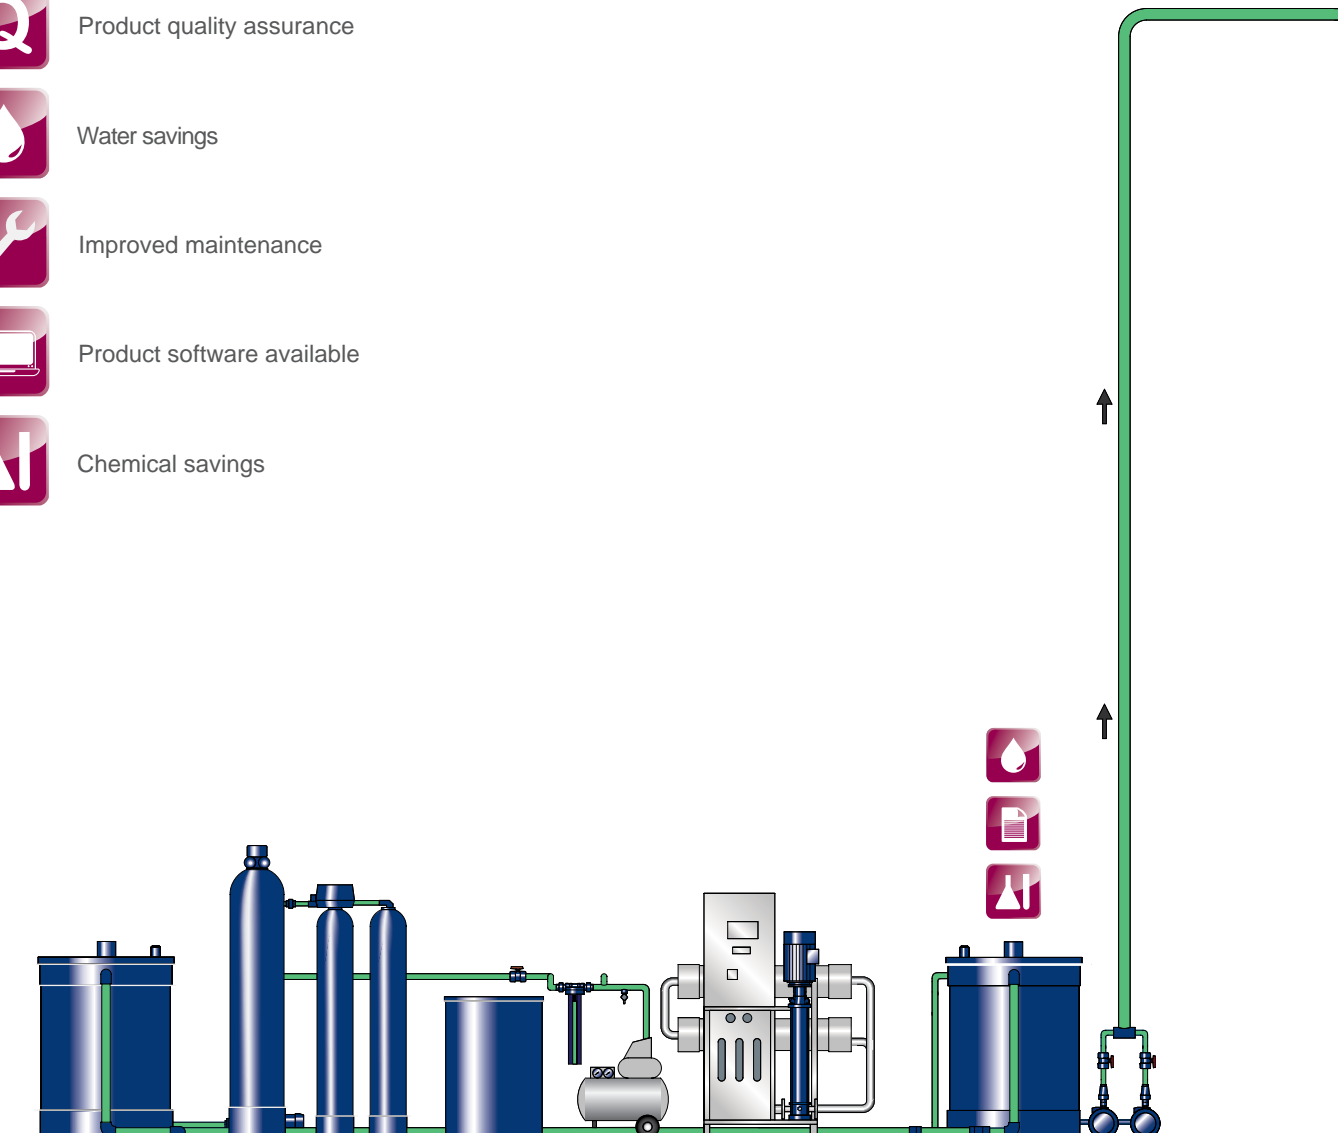 Product quality assurance
Water savings
Improved maintenance
Product software available
Chemical savings